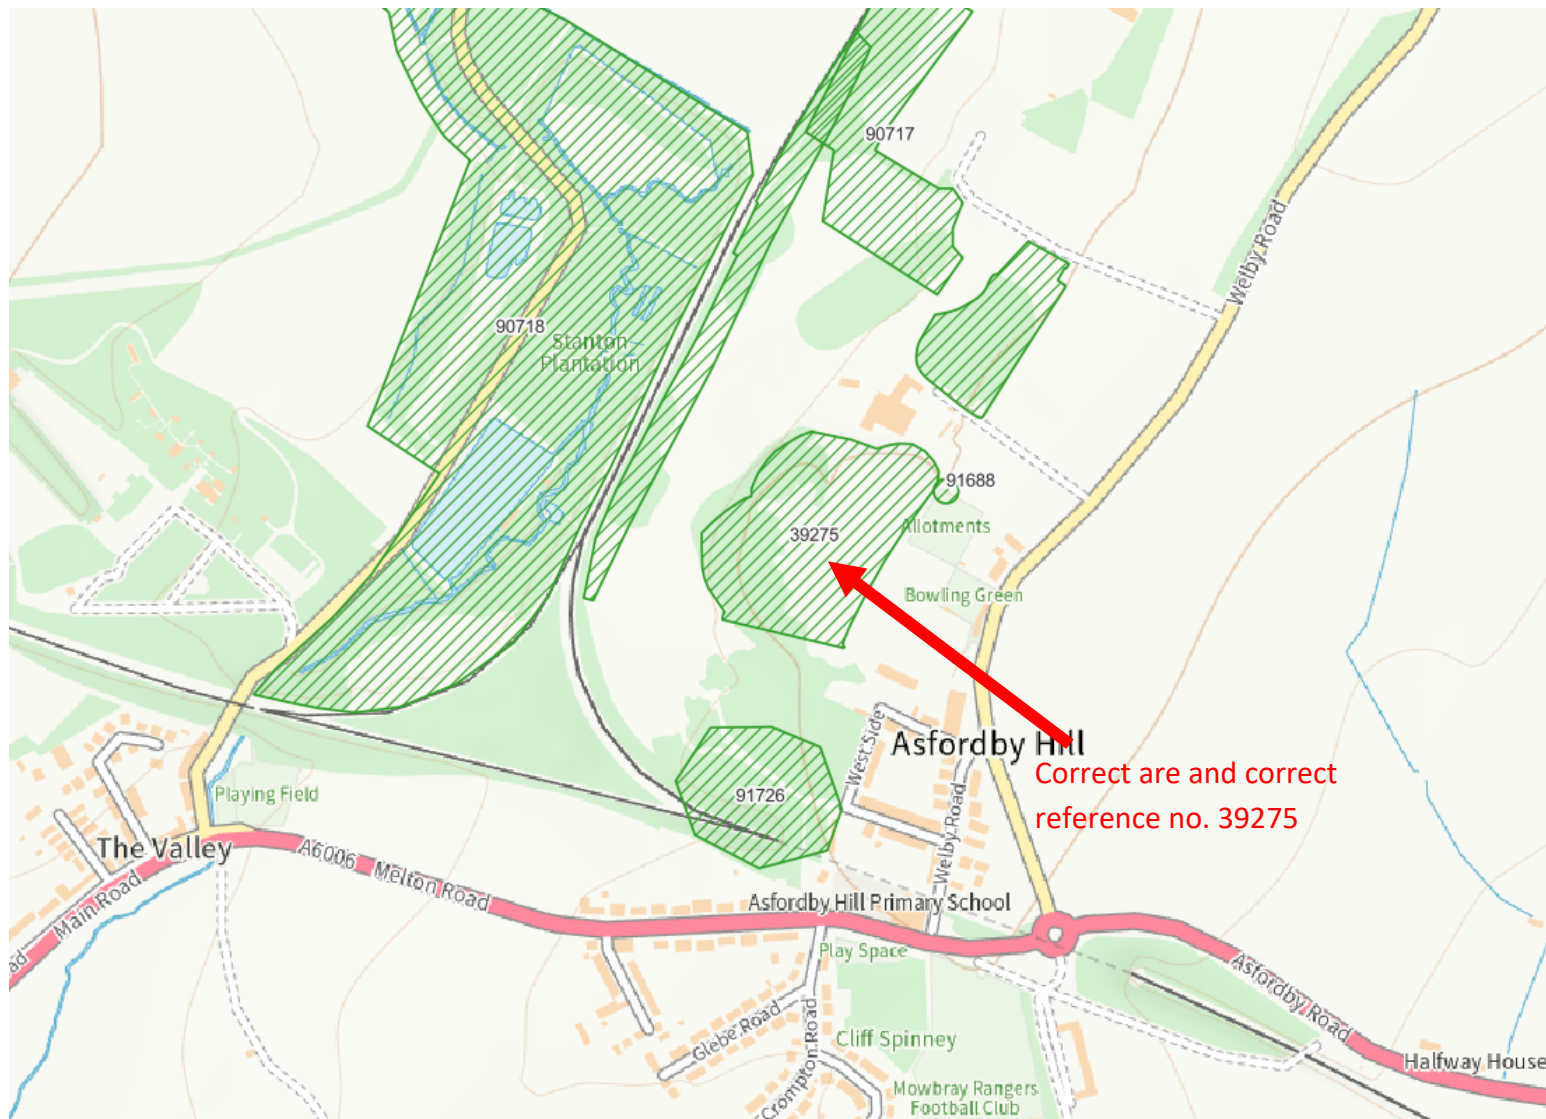 90717
Welby Road
90718
Stanton
Plantation
91688
39275
Allotments
Bowling Green
West Side
Asfordby Hill
Correct are and correct
reference no. 39275
Playing Field
91726
Welby Road
The Valley
A6006
Melton Road
Main Road
Asfordby Hill Primary School
Play Space
Asfordby Road
Glebe Road
Crompton Road
Cliff Spinney
Halfway House
Mowbray Rangers
Football Club